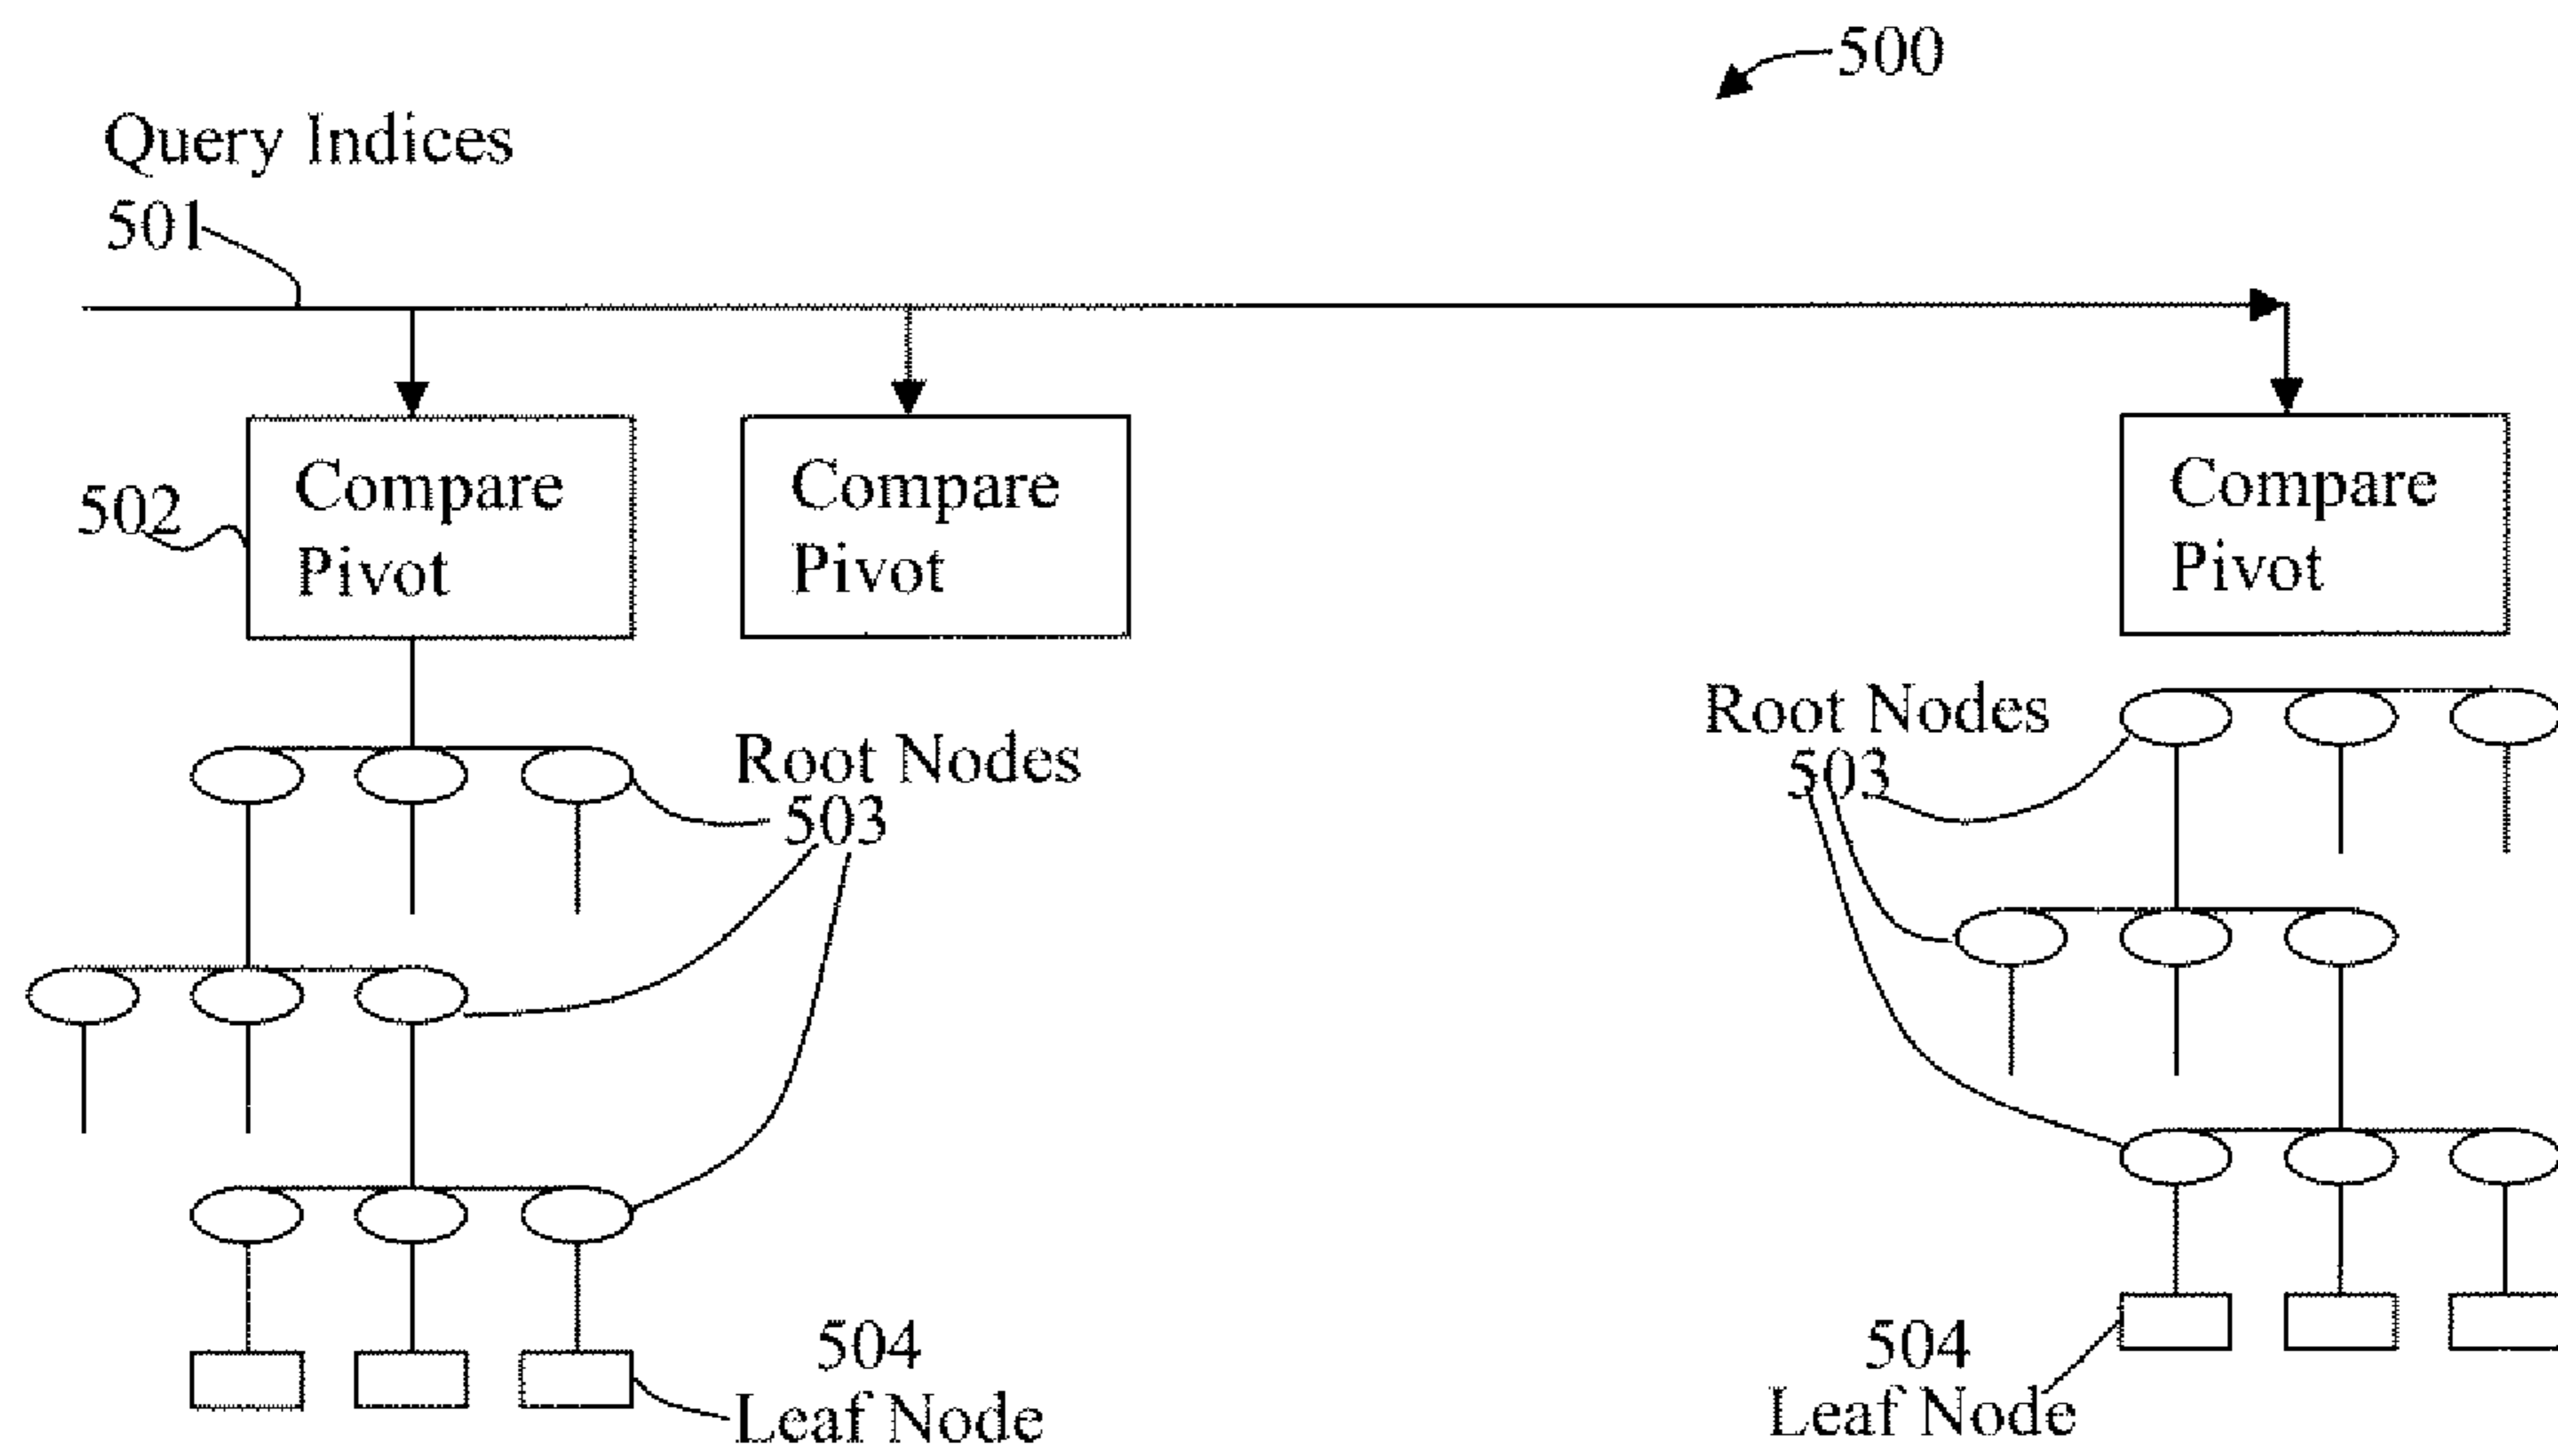 500
Query Indices
501
Compare
Pivot
Compare
Pivot
Compare
Pivot
502
Root Nodes
503
Root Nodes
503
504
Leaf Node
504
Leaf Node